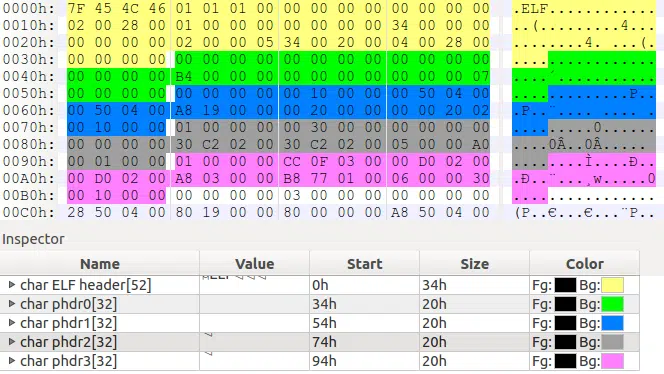 0000h: 7F 45 4C 46 01 01 01 00 00 00 00 00 00 00 00 00 .ELF............
0010h: 02 00 28 00 01 00 00 00 00 00 00 00 34 00 00 00 ..(.........4...
0020h: 00 00 00 00 02 00 00 05 34 00 20 00 04 00 28 00 ........4. ...(.
0030h: 00 00 00 00 00 00 00 00 00 00 00 00 00 00 00 00 ................
0040h: 00 00 00 00 B4 00 00 00 00 00 00 00 00 00 00 07 ....´...........
0050h: 00 00 00 00 00 00 00 00 00 10 00 00 00 50 04 00 .............P..
0060h: 00 50 04 00 A8 19 00 00 00 20 00 00 00 00 20 02 .P..¨.... .... .
0070h: 00 10 00 00 01 00 00 00 00 30 00 00 00 00 00 00 .........0......
0080h: 00 00 00 00 30 C2 02 00 30 C2 02 00 05 00 00 A0 ....0Â..0Â.....
0090h: 00 01 00 00 01 00 00 00 CC 0F 03 00 00 D0 02 00 ........Ì....Ð..
00A0h: 00 D0 02 00 A8 03 00 00 B8 77 01 00 06 00 00 30 .Ð..¨...¸w.....0
00B0h: 00 10 00 00 00 00 00 00 03 00 00 00 00 00 00 00 ................
00C0h: 28 50 04 00 80 19 00 00 80 00 00 00 A8 50 04 00 (P..€...€...¨P..
Inspector
Name Value Start Size Color
char ELF header[52] 0h 34h Fg: Bg:
char phdr0[32] 34h 20h Fg: Bg:
char phdr1[32] 54h 20h Fg: Bg:
char phdr2[32] 74h 20h Fg: Bg:
char phdr3[32] 94h 20h Fg: Bg: